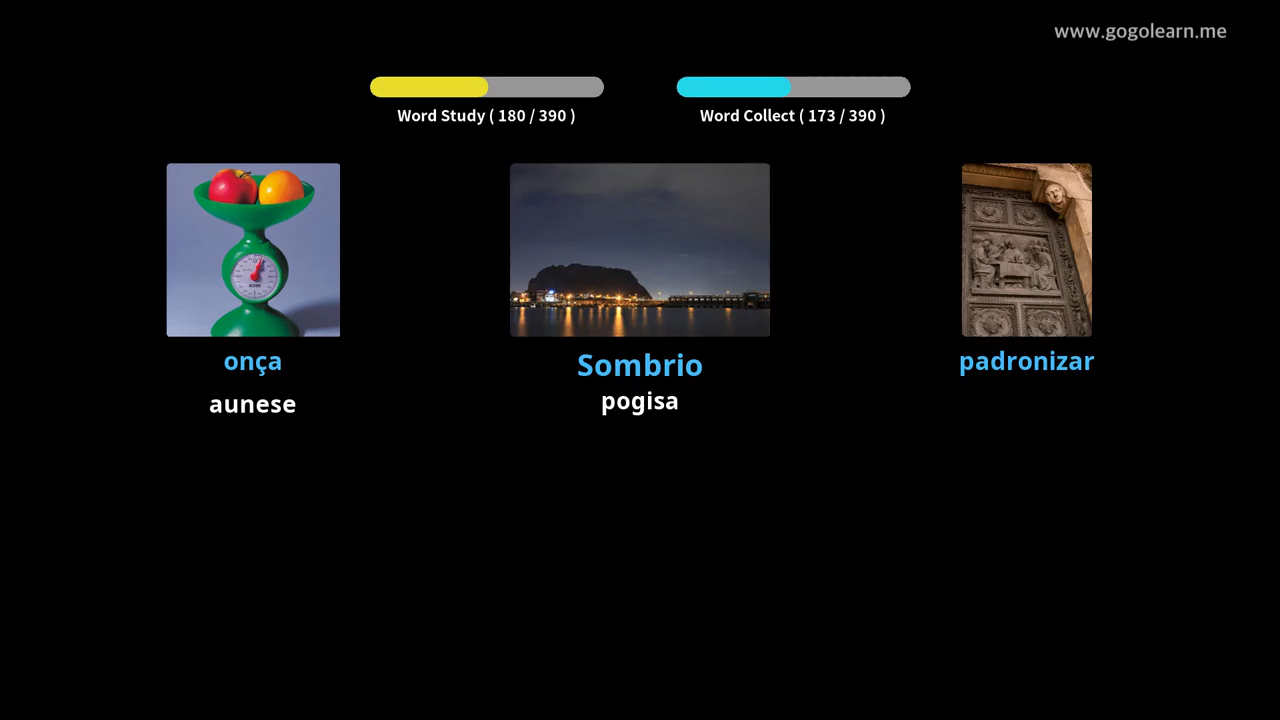 www.gogolearn.me
Word Study ( 180 / 390 )
Word Collect ( 173 / 390 )
onça
Sombrio
padronizar
aunese
pogisa